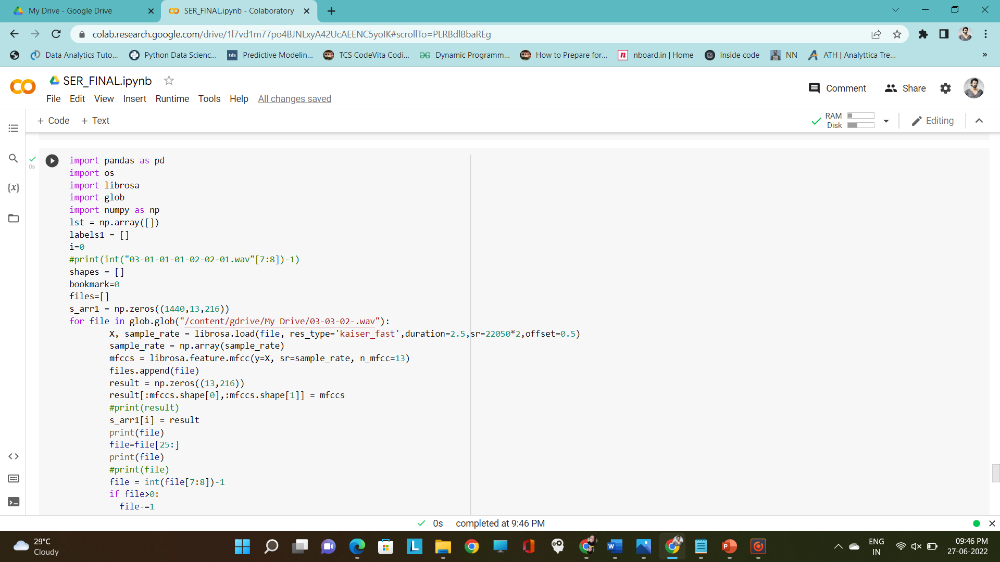 My Drive - Google Drive
SER_FINAL.ipynb - Colaboratory
colab.research.google.com/drive/1l7vd1m77po4BJNLxyA42UcAEENC5yoIK#scrollTo=PLRBdlBbaREg
Data Analytics Tuto...
Python Data Scienc...
tds Predictive Modelin...
TCS CodeVita Codi...
Dynamic Programm...
How to Prepare for...
n nboard.in | Home
Inside code
NN
ATH | Analyttica Tre...
»
SER_FINAL.ipynb
Comment
Share
File Edit View Insert Runtime Tools Help All changes saved
+ Code + Text
RAM
Disk
Editing
{x}
0s
import pandas as pd
import os
import librosa
import glob
import numpy as np
lst = np.array([])
labels1 = []
i=0
#print(int("03-01-01-01-02-02-01.wav"[7:8])-1)
shapes = []
bookmark=0
files=[]
s_arr1 = np.zeros((1440,13,216))
for file in glob.glob("/content/gdrive/My Drive/03-03-02-.wav"):
X, sample_rate = librosa.load(file, res_type='kaiser_fast',duration=2.5,sr=22050*2,offset=0.5)
sample_rate = np.array(sample_rate)
mfccs = librosa.feature.mfcc(y=X, sr=sample_rate, n_mfcc=13)
files.append(file)
result = np.zeros((13,216))
result[:mfccs.shape[0],:mfccs.shape[1]] = mfccs
#print(result)
s_arr1[i] = result
print(file)
file=file[25:]
print(file)
#print(file)
file = int(file[7:8])-1
if file>0:
file-=1
0s completed at 9:46 PM
29°C
Cloudy
ENG
IN
09:46 PM
27-06-2022